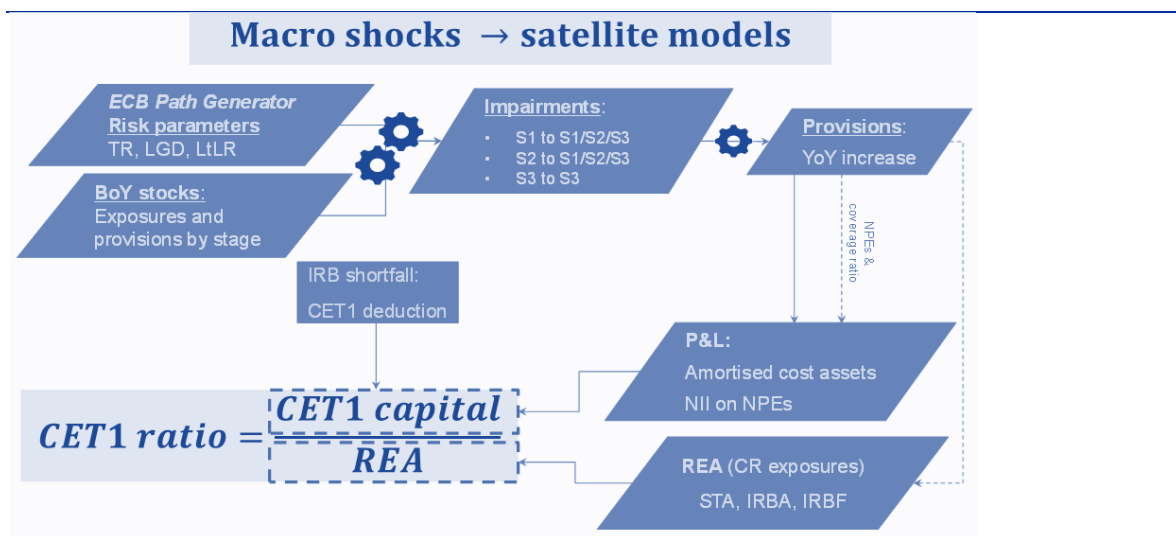 Macro shocks → satellite models
ECB Path Generator
Risk parameters
TR, LGD, LtLR
BoY stocks:
Exposures and
provisions by stage
Impairments:
• S1 to S1/S2/S3
• S2 to S1/S2/S3
• S3 to S3
Provisions:
YoY increase
NPEs &
coverage ratio
IRB shortfall:
CET1 deduction
P&L:
Amortised cost assets
NII on NPEs
CET1 ratio =
CET1 capital
REA
REA (CR exposures)
STA, IRBA, IRBF